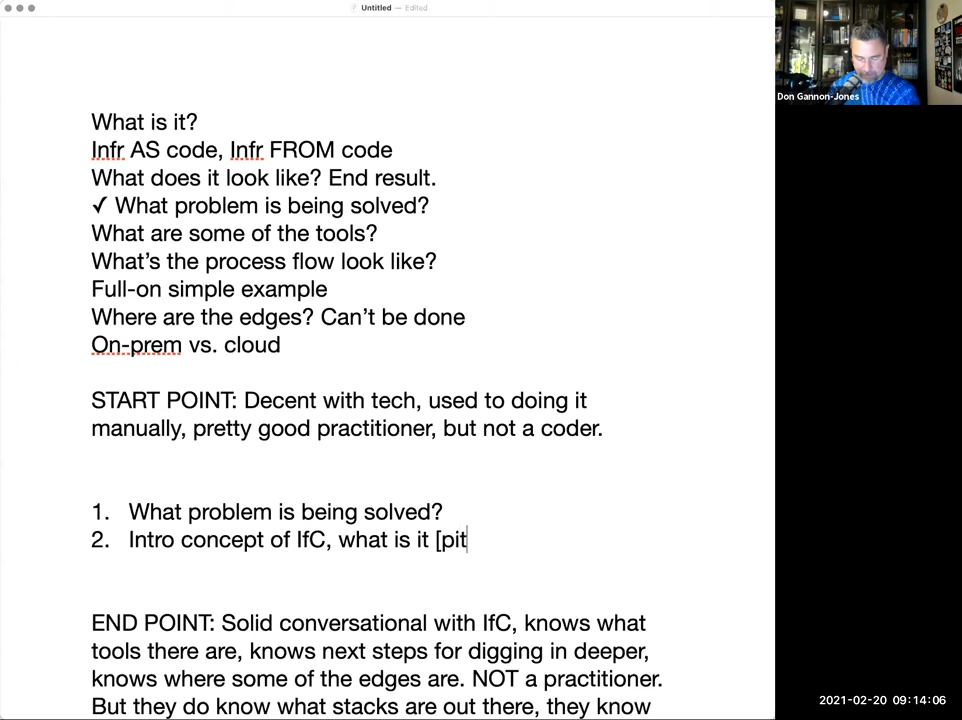 Untitled — Edited
Don Gannon-Jones
What is it?
Infr AS code, Infr FROM code
What does it look like? End result.
✓ What problem is being solved?
What are some of the tools?
What's the process flow look like?
Full-on simple example
Where are the edges? Can't be done
On-prem vs. cloud
START POINT: Decent with tech, used to doing it
manually, pretty good practitioner, but not a coder.
1. What problem is being solved?
2. Intro concept of IfC, what is it [pit
END POINT: Solid conversational with IfC, knows what
tools there are, knows next steps for digging in deeper,
knows where some of the edges are. NOT a practitioner.
But they do know what stacks are out there, they know
2021-02-20 09:14:06